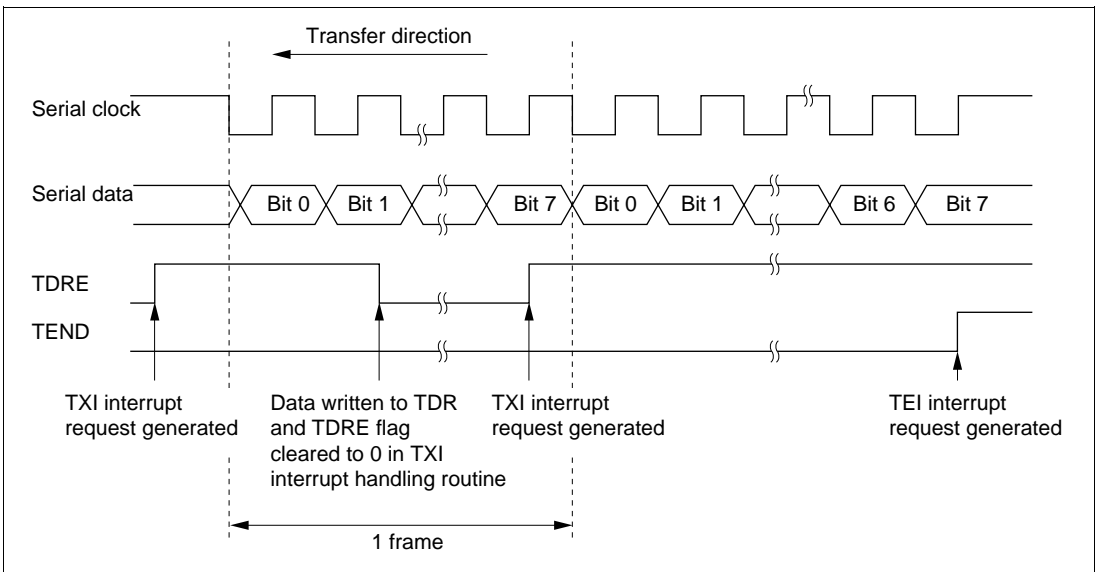 Transfer direction
Serial clock
Serial data
Bit 0 Bit 1 Bit 7 Bit 0 Bit 1 Bit 6 Bit 7
TDRE
TEND
TXI interrupt
request generated
Data written to TDR
and TDRE flag
cleared to 0 in TXI
interrupt handling routine
TXI interrupt
request generated
TEI interrupt
request generated
1 frame